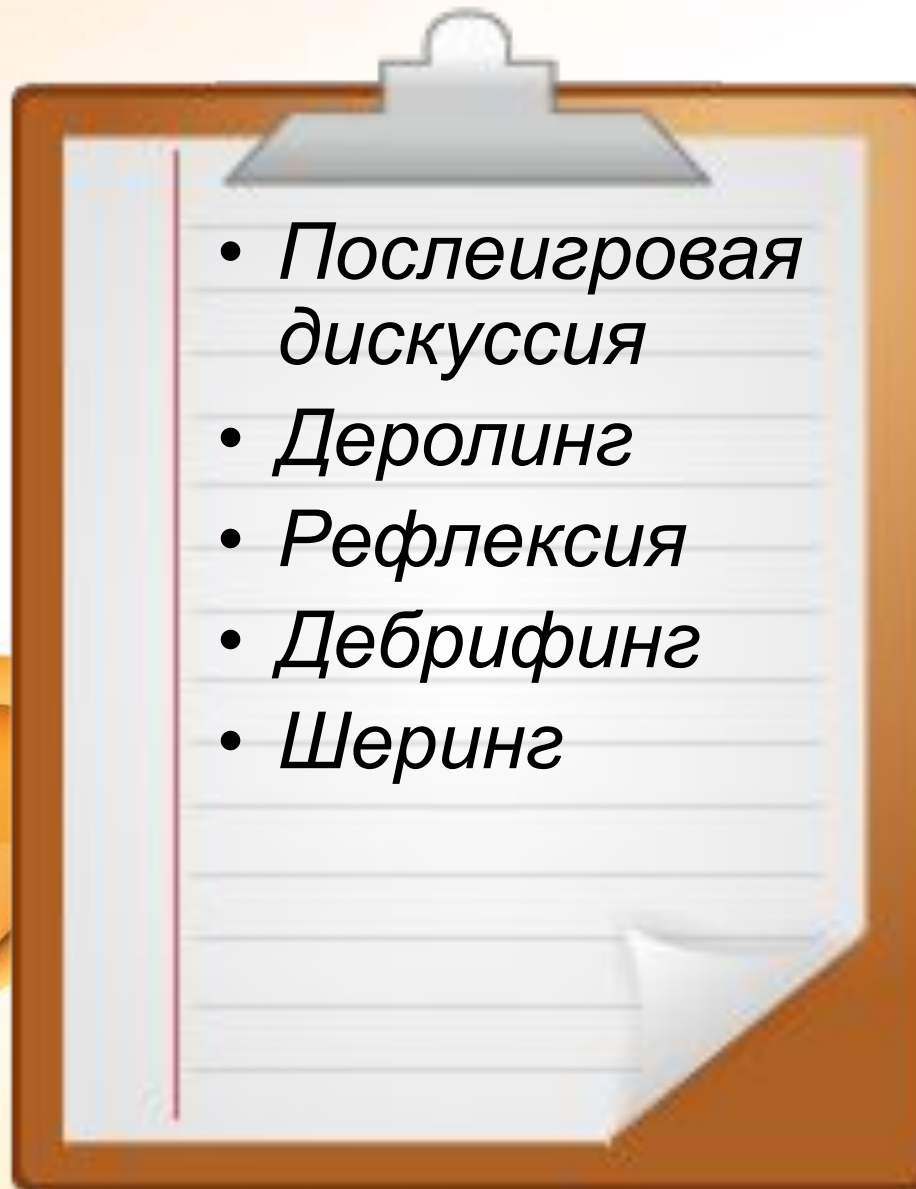 • Послеигровая
дискуссия
• Деролинг
• Рефлексия
• Дебрифинг
• Шеринг